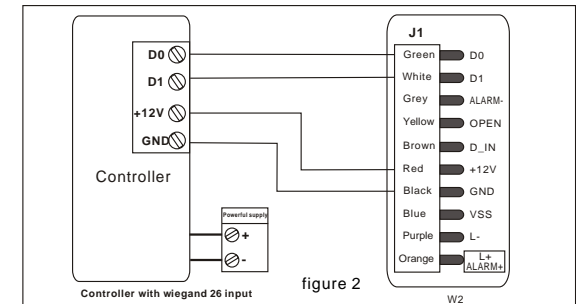 J1
D0
D1
+12V
GND
Controller
Powerful supply
+
-
Controller with wiegand 26 input
Green D0
White D1
Grey ALARM-
Yellow OPEN
Brown D_IN
Red +12V
Black GND
Blue VSS
Purple L-
Orange L+
ALARM+
figure 2
W2